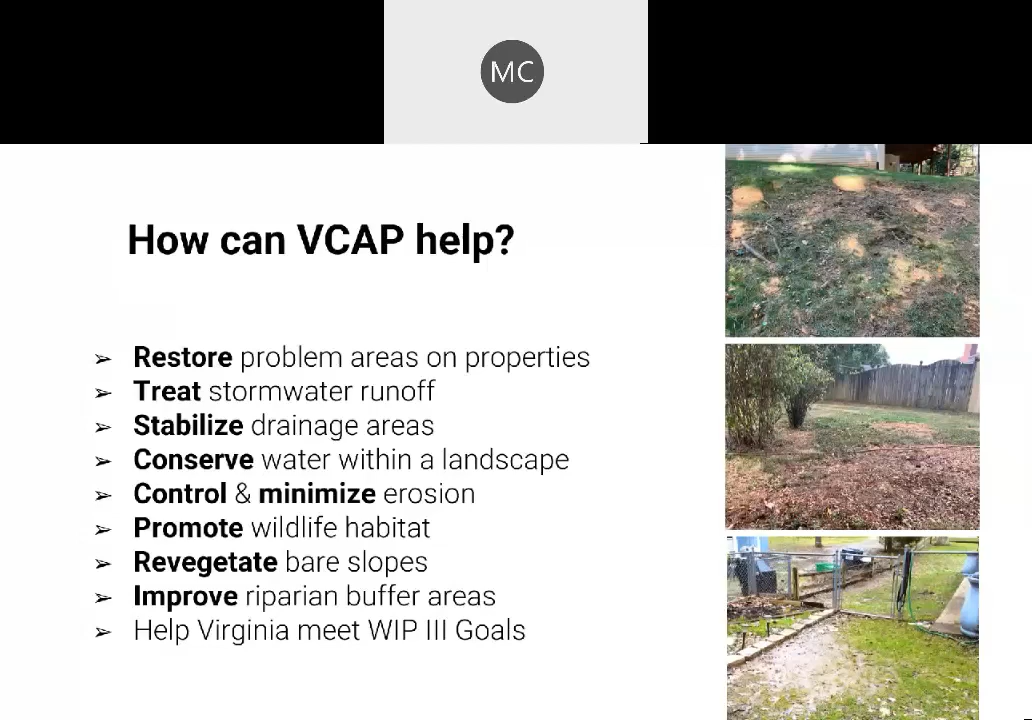 MC
How can VCAP help?
➢ Restore problem areas on properties
➢ Treat stormwater runoff
➢ Stabilize drainage areas
➢ Conserve water within a landscape
➢ Control & minimize erosion
➢ Promote wildlife habitat
➢ Revegetate bare slopes
➢ Improve riparian buffer areas
➢ Help Virginia meet WIP III Goals